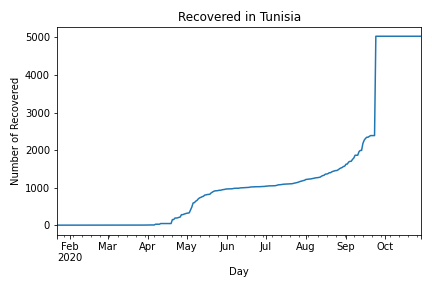 Recovered in Tunisia
Number of Recovered
5000
4000
3000
2000
1000
0
Feb Mar Apr May Jun Jul Aug Sep Oct
2020
Day